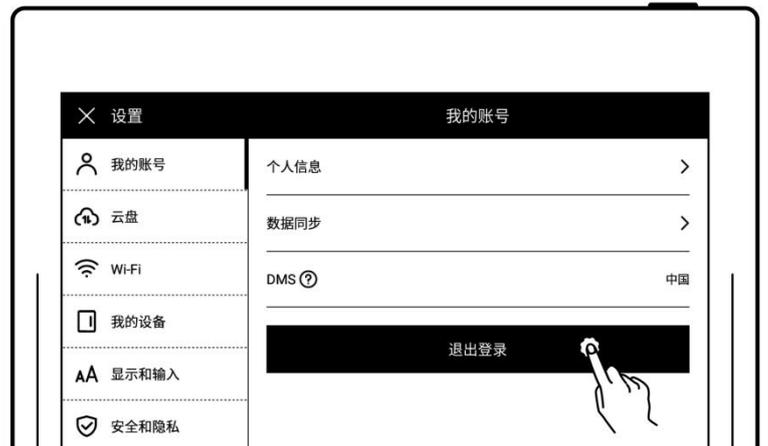 设置
我的账号
我的账号
云盘
Wi-Fi
我的设备
显示和输入
安全和隐私
个人信息
数据同步
DMS ? 中国
退出登录